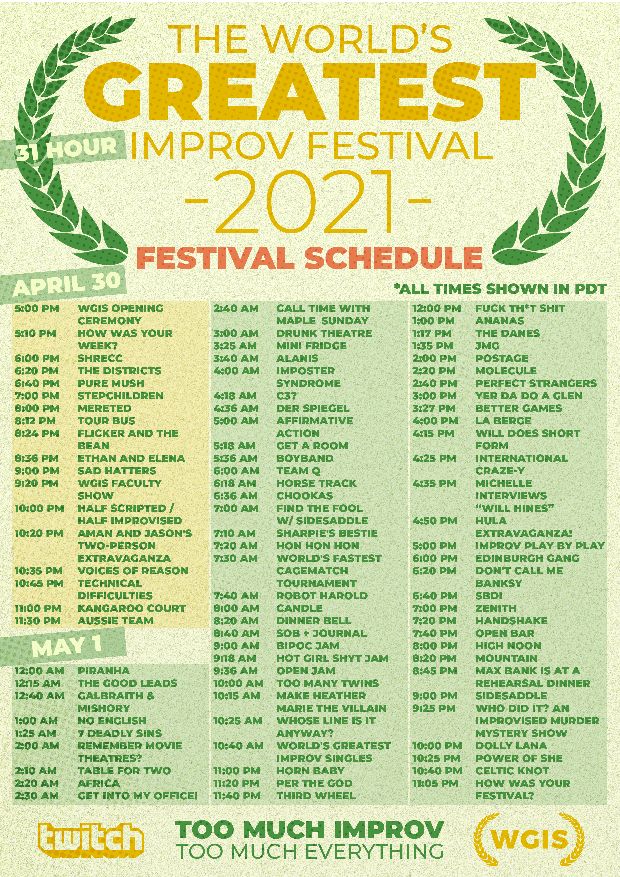 THE WORLD'S
GREATEST
31 HOUR
IMPROV FESTIVAL
-2021-
FESTIVAL SCHEDULE
APRIL 30
*ALL TIMES SHOWN IN PDT
5:00 PM WGIS OPENING
CEREMONY
5:10 PM HOW WAS YOUR
WEEK?
6:00 PM SHRECC
6:20 PM THE DISTRICTS
6:40 PM PURE MUSH
7:00 PM STEPCHILDREN
8:00 PM MERETED
8:12 PM TOUR BUS
8:24 PM FLICKER AND THE
BEAN
8:36 PM ETHAN AND ELENA
9:00 PM SAD HATTERS
9:20 PM WGIS FACULTY
SHOW
10:00 PM HALF SCRIPTED /
HALF IMPROVISED
10:20 PM AMAN AND JASON'S
TWO-PERSON
EXTRAVAGANZA
10:35 PM VOICES OF REASON
10:45 PM TECHNICAL
DIFFICULTIES
11:00 PM KANGAROO COURT
11:30 PM AUSSIE TEAM
MAY 1
12:00 AM PIRANHA
12:15 AM THE GOOD LEADS
12:40 AM GALBRAITH &
MISHORY
1:00 AM NO ENGLISH
1:25 AM 7 DEADLY SINS
2:00 AM REMEMBER MOVIE
THEATRES?
2:10 AM TABLE FOR TWO
2:20 AM AFRICA
2:30 AM GET INTO MY OFFICE!
2:40 AM CALL TIME WITH
MAPLE SUNDAY
3:00 AM DRUNK THEATRE
3:25 AM MINI FRIDGE
3:40 AM ALANIS
4:00 AM IMPOSTER
SYNDROME
4:18 AM C3?
4:36 AM DER SPIEGEL
5:00 AM AFFIRMATIVE
ACTION
5:18 AM GET A ROOM
5:36 AM BOYBAND
6:00 AM TEAM Q
6:18 AM HORSE TRACK
6:36 AM CHOOKAS
7:00 AM FIND THE FOOL
W/ SIDESADDLE
7:10 AM SHARPIE'S BESTIE
7:20 AM HON HON HON
7:30 AM WORLD'S FASTEST
CAGEMATCH
TOURNAMENT
7:40 AM ROBOT HAROLD
8:00 AM CANDLE
8:20 AM DINNER BELL
8:40 AM SOB + JOURNAL
9:00 AM BIPOC JAM
9:18 AM HOT GIRL SHYT JAM
9:36 AM OPEN JAM
10:00 AM TOO MANY TWINS
10:15 AM MAKE HEATHER
MARIE THE VILLAIN
10:25 AM WHOSE LINE IS IT
ANYWAY?
10:40 AM WORLD'S GREATEST
IMPROV SINGLES
11:00 PM HORN BABY
11:20 PM PER THE GOD
11:40 PM THIRD WHEEL
12:00 PM FUCK TH*T SHIT
1:00 PM ANANAS
1:17 PM THE DANES
1:35 PM JMG
2:00 PM POSTAGE
2:20 PM MOLECULE
2:40 PM PERFECT STRANGERS
3:00 PM YER DA DO A GLEN
3:27 PM BETTER GAMES
4:00 PM LA BERGE
4:15 PM WILL DOES SHORT
FORM
4:25 PM INTERNATIONAL
CRAZE-Y
4:35 PM MICHELLE
INTERVIEWS
"WILL HINES"
4:50 PM HULA
EXTRAVAGANZA!
5:00 PM IMPROV PLAY BY PLAY
6:00 PM EDINBURGH GANG
6:20 PM DON'T CALL ME
BANKSY
6:40 PM SBDI
7:00 PM ZENITH
7:20 PM HANDSHAKE
7:40 PM OPEN BAR
8:00 PM HIGH NOON
8:20 PM MOUNTAIN
8:45 PM MAX BANK IS AT A
REHEARSAL DINNER
9:00 PM SIDESADDLE
9:25 PM WHO DID IT? AN
IMPROVISED MURDER
MYSTERY SHOW
10:00 PM DOLLY LANA
10:25 PM POWER OF SHE
10:40 PM CELTIC KNOT
11:05 PM HOW WAS YOUR
FESTIVAL?
twitch
TOO MUCH IMPROV
TOO MUCH EVERYTHING
WGIS